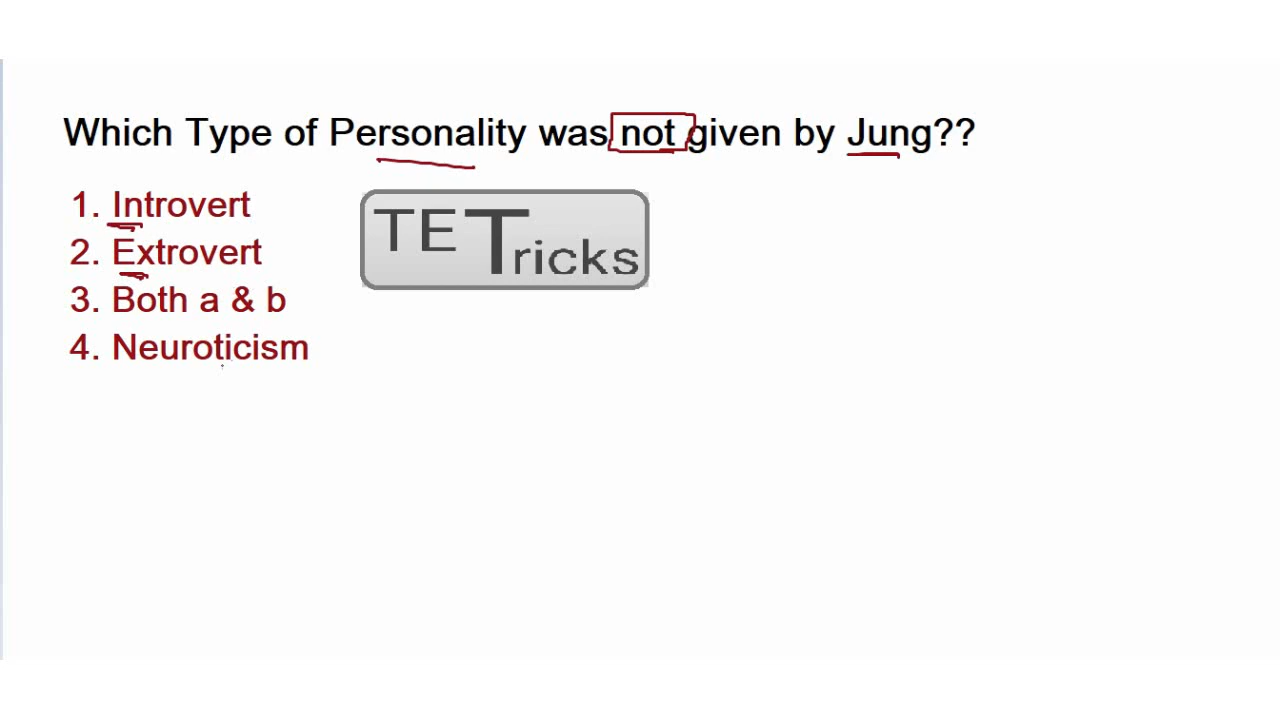 Which Type of Personality was not given by Jung??
1. Introvert
2. Extrovert
3. Both a & b
4. Neuroticism
TETricks